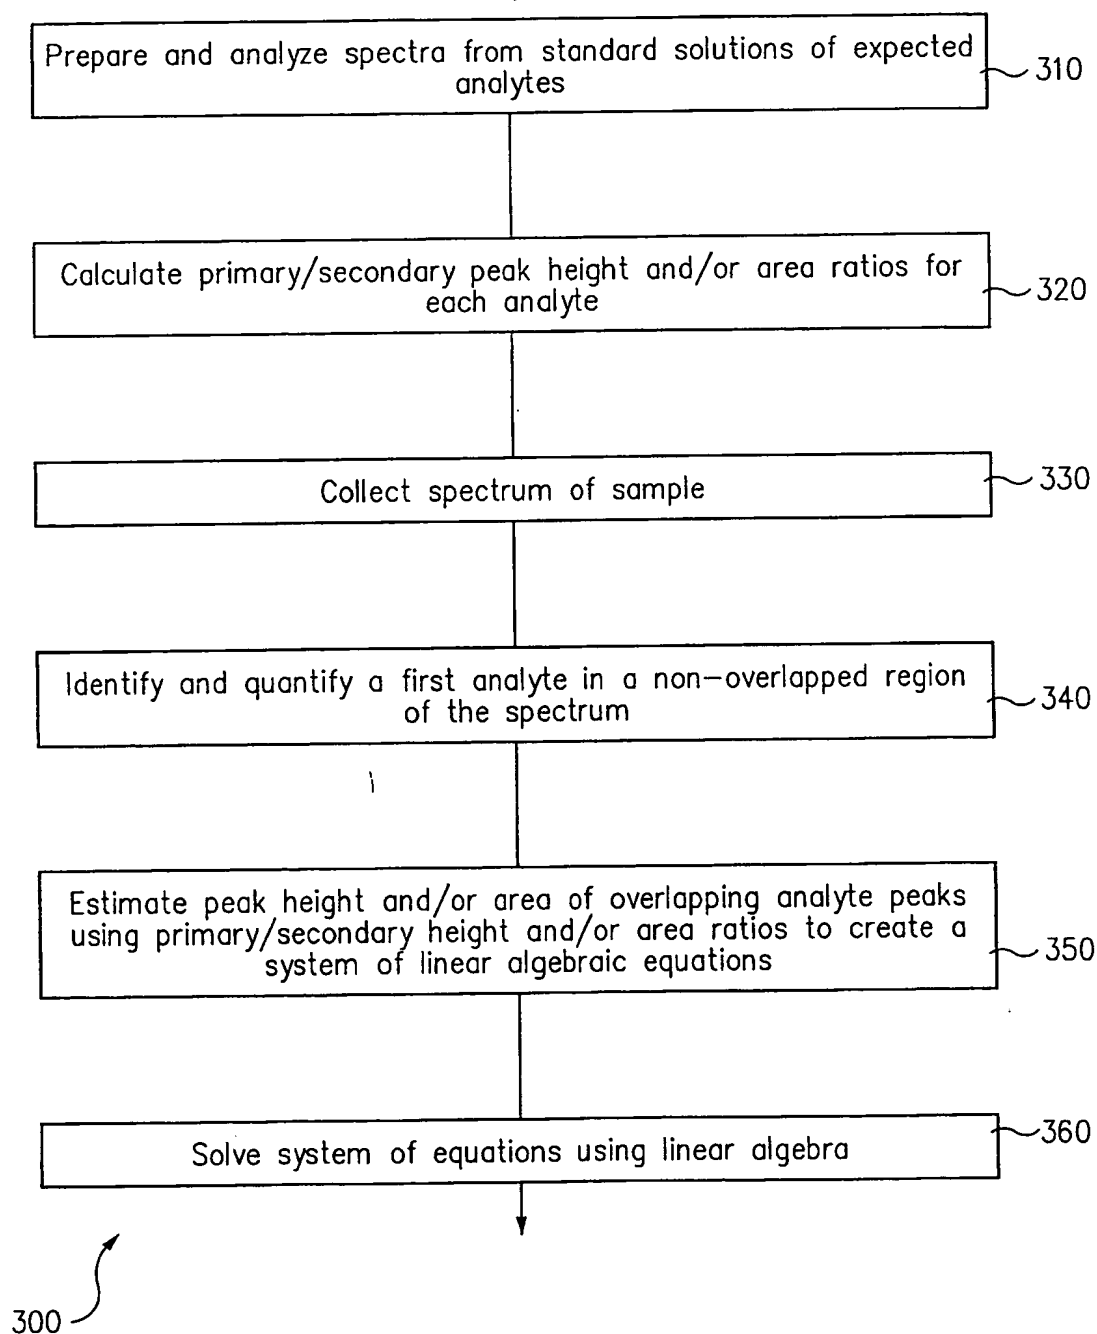 Prepare and analyze spectra from standard solutions of expected
analytes
310
Calculate primary/secondary peak height and/or area ratios for
each analyte
320
Collect spectrum of sample
330
Identify and quantify a first analyte in a non-overlapped region
of the spectrum
340
Estimate peak height and/or area of overlapping analyte peaks
using primary/secondary height and/or area ratios to create a
system of linear algebraic equations
350
Solve system of equations using linear algebra
360
300